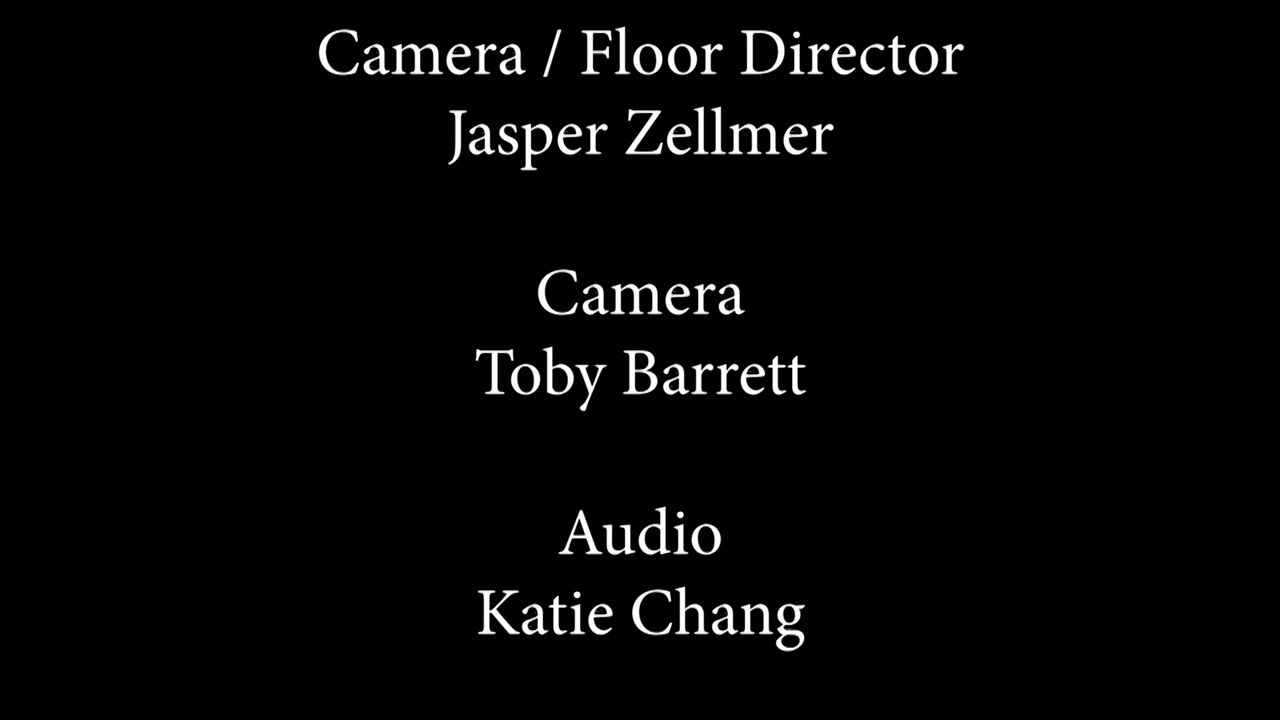 Camera / Floor Director
Jasper Zellmer
Camera
Toby Barrett
Audio
Katie Chang